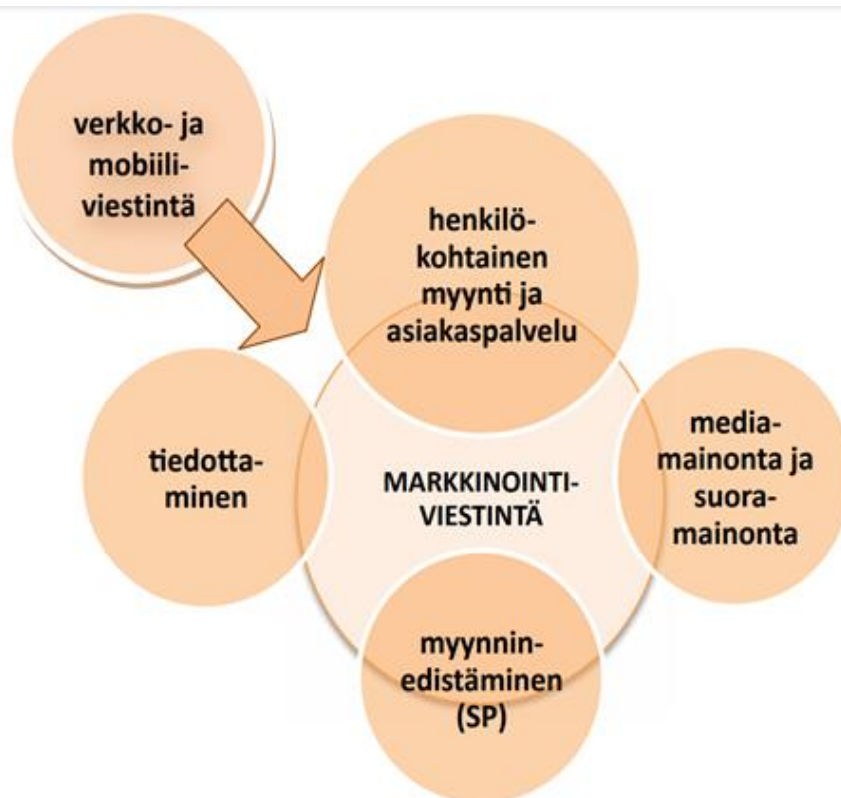 verkko- ja
mobiili-
viestintä
henkilö-
kohtainen
myynti ja
asiakaspalvelu
tiedotta-
minen
MARKKINOINTI-
VIESTINTÄ
media-
mainonta ja
suora-
mainonta
myynnin-
edistäminen
(SP)